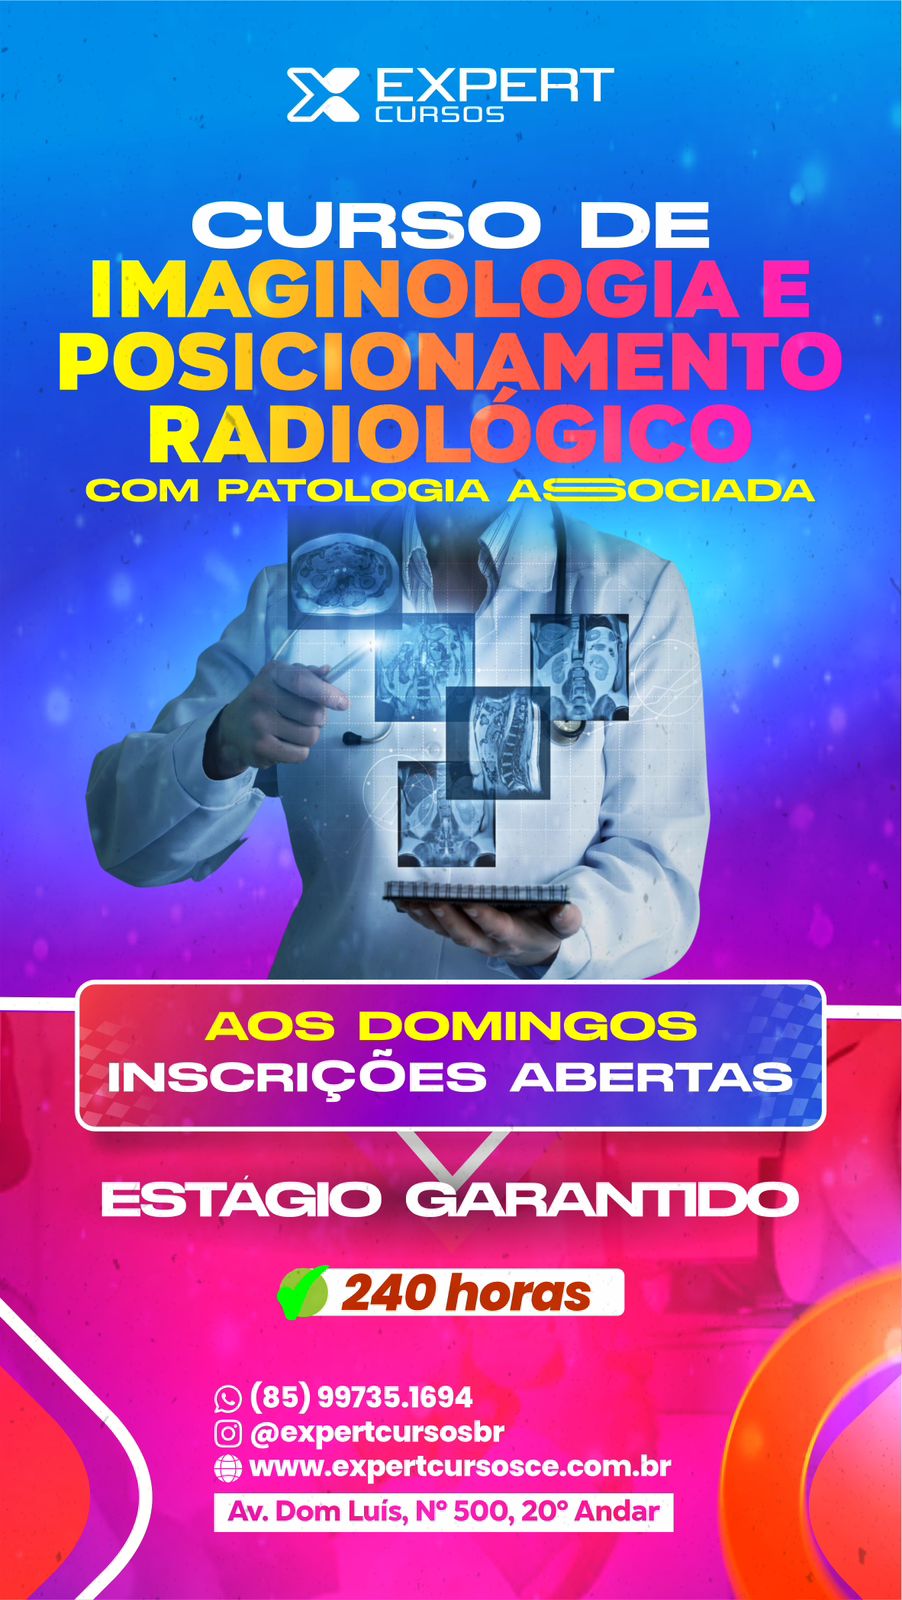 EXPERT
CURSOS
CURSO DE
IMAGINOLOGIA E
POSICIONAMENTO
RADIOLÓGICO
COM PATOLOGIA ASSOCIADA
AOS DOMINGOS
INSCRIÇÕES ABERTAS
ESTÁGIO GARANTIDO
240 horas
(85) 99735.1694
@expertcursosbr
www.expertcursosce.com.br
Av. Dom Luís, Nº 500, 20º Andar